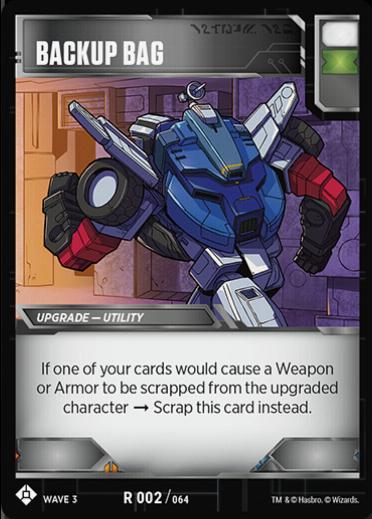 BACKUP BAG
UPGRADE — UTILITY
If one of your cards would cause a Weapon
or Armor to be scrapped from the upgraded
character → Scrap this card instead.
WAVE 3
R 002/064
TM & © Hasbro. © Wizards.